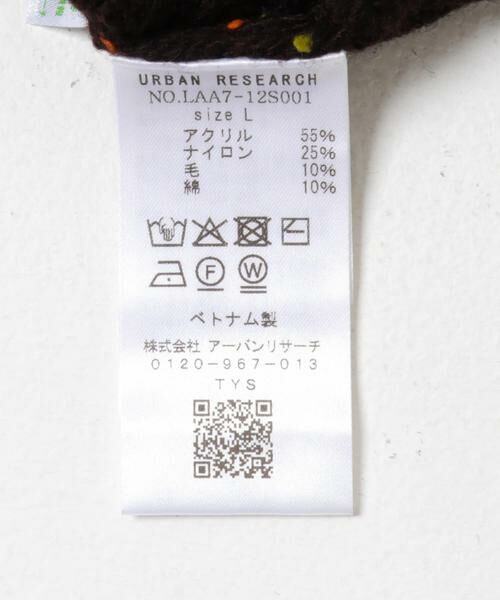 URBAN RESEARCH
NO.LAA7-12S001
size L
アクリル 55%
ナイロン 25%
毛 10%
綿 10%
F W
ベトナム製
株式会社 アーバンリサーチ
0120-967-013
TYS